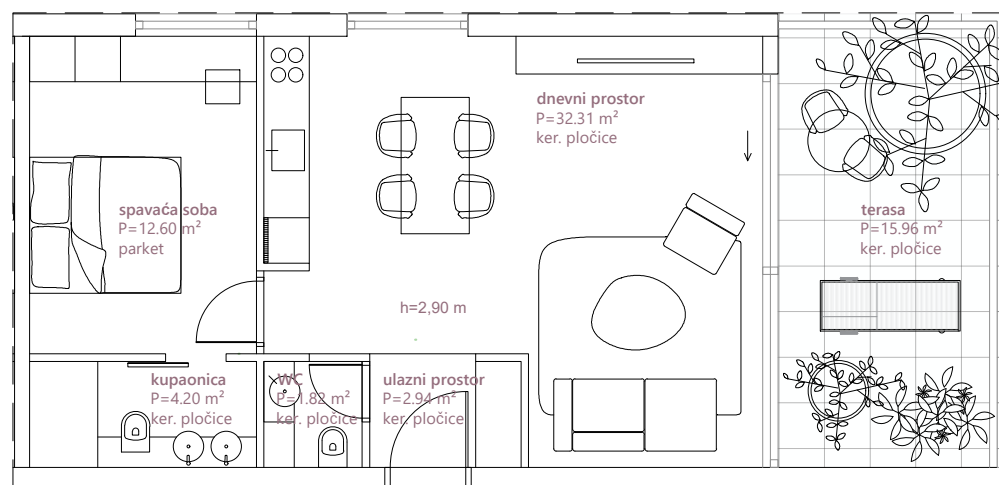 dnevni prostor
P=32.31 m²
ker. pločice
spavaća soba
P=12.60 m²
parket
terasa
P=15.96 m²
ker. pločice
h=2,90 m
kupaonica
P=4.20 m²
ker. pločice
WC
P=1.82 m²
ker. pločice
ulazni prostor
P=2.94 m²
ker. pločice